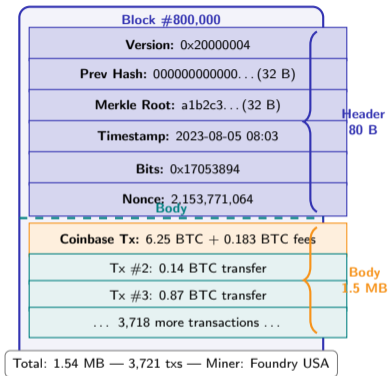 Block #800,000
Version: 0x20000004
Prev Hash: 000000000000...(32 B)
Merkle Root: a1b2c3...(32 B)
Header
80 B
Timestamp: 2023-08-05 08:03
Bits: 0x17053894
Nonce: 2,153,771,064
Body
Coinbase Tx: 6.25 BTC + 0.183 BTC fees
Tx #2: 0.14 BTC transfer
Body
1.5 MB
Tx #3: 0.87 BTC transfer
... 3,718 more transactions ...
Total: 1.54 MB — 3,721 txs — Miner: Foundry USA